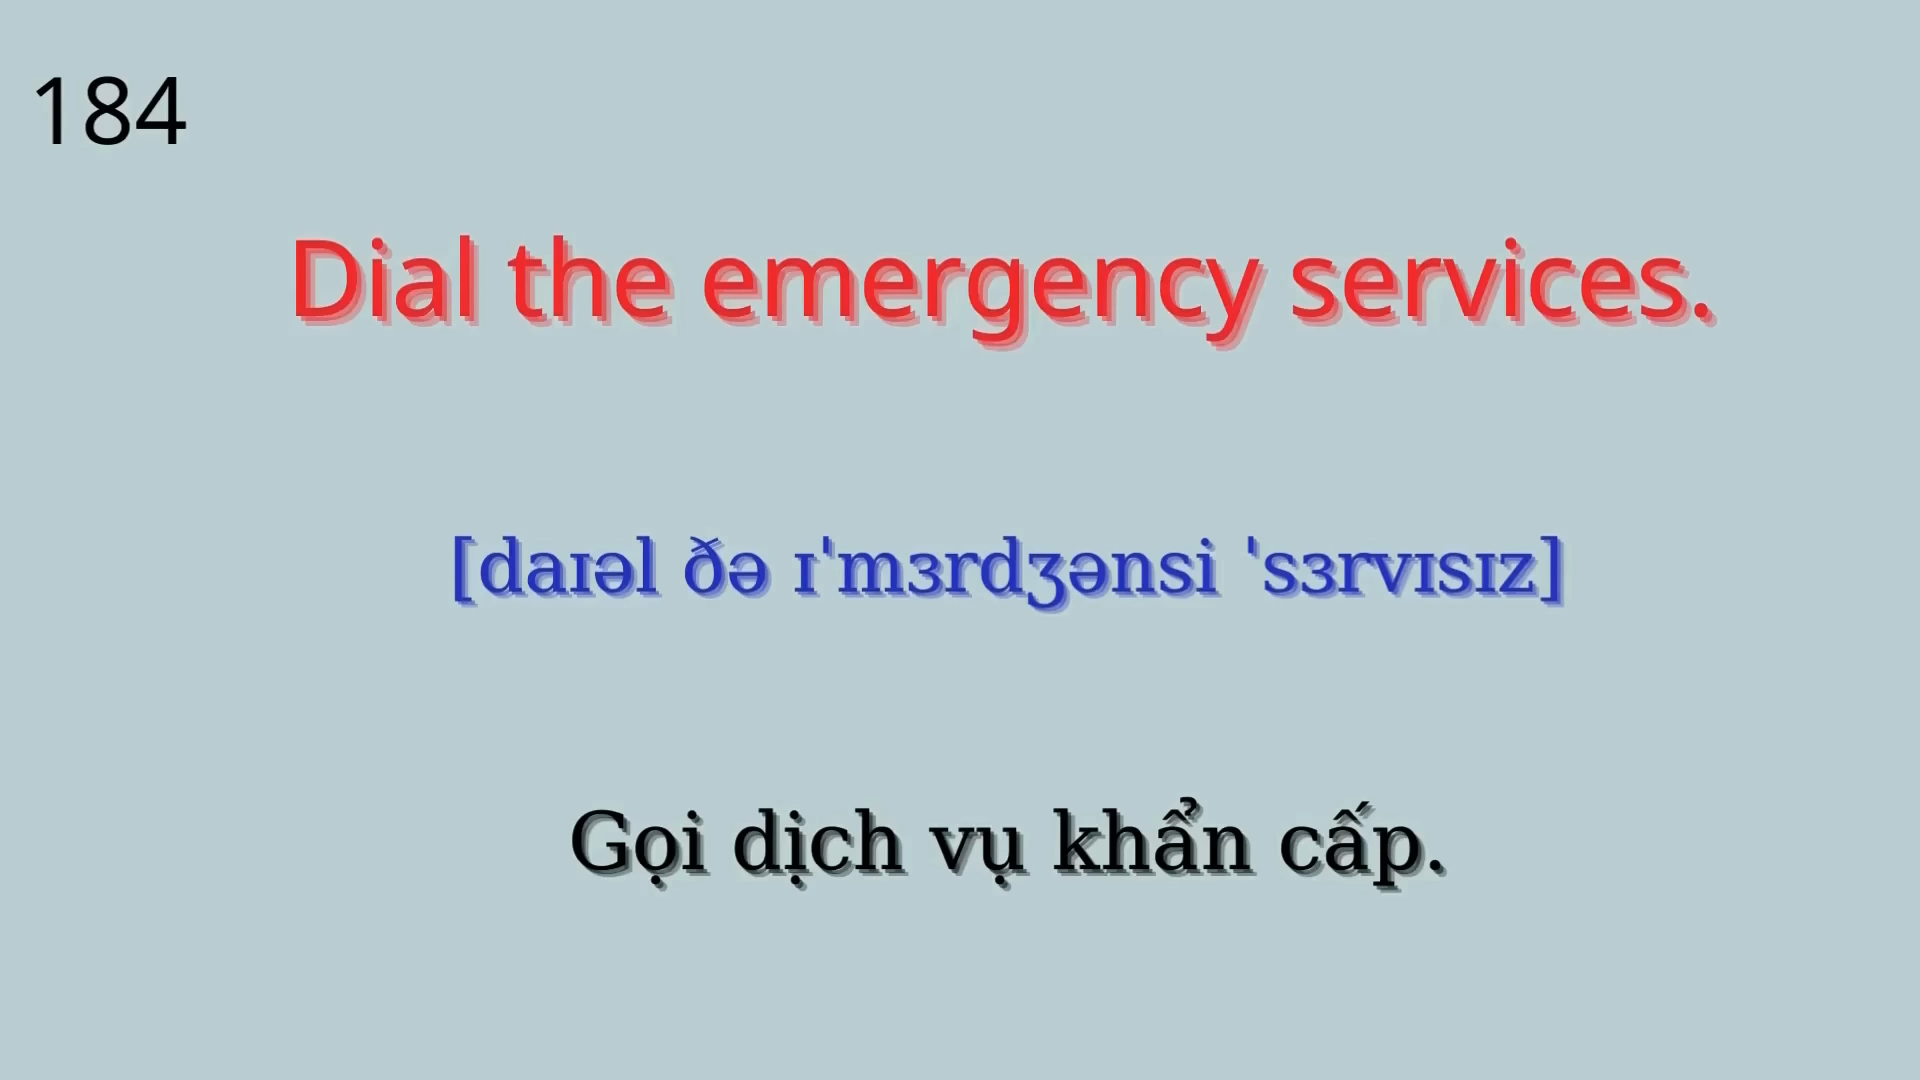 184
Dial the emergency services.
[daɪəl ðə ɪˈmɜrdʒənsi ˈsɜrvɪsɪz]
Gọi dịch vụ khẩn cấp.